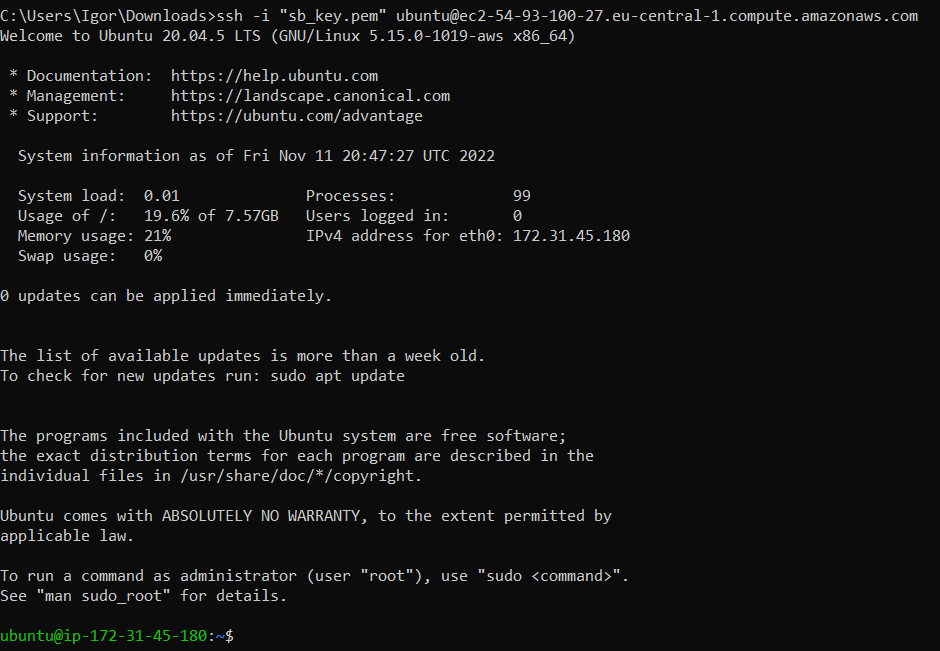 C:\Users\Igor\Downloads>ssh -i "sb_key.pem" ubuntu@ec2-54-93-100-27.eu-central-1.compute.amazonaws.com
Welcome to Ubuntu 20.04.5 LTS (GNU/Linux 5.15.0-1019-aws x86_64)

 * Documentation:  https://help.ubuntu.com
 * Management:     https://landscape.canonical.com
 * Support:        https://ubuntu.com/advantage

  System information as of Fri Nov 11 20:47:27 UTC 2022

  System load:  0.01              Processes:             99
  Usage of /:   19.6% of 7.57GB   Users logged in:       0
  Memory usage: 21%               IPv4 address for eth0: 172.31.45.180
  Swap usage:   0%

0 updates can be applied immediately.

The list of available updates is more than a week old.
To check for new updates run: sudo apt update

The programs included with the Ubuntu system are free software;
the exact distribution terms for each program are described in the
individual files in /usr/share/doc/*/copyright.

Ubuntu comes with ABSOLUTELY NO WARRANTY, to the extent permitted by
applicable law.

To run a command as administrator (user "root"), use "sudo <command>".
See "man sudo_root" for details.

ubuntu@ip-172-31-45-180:~$